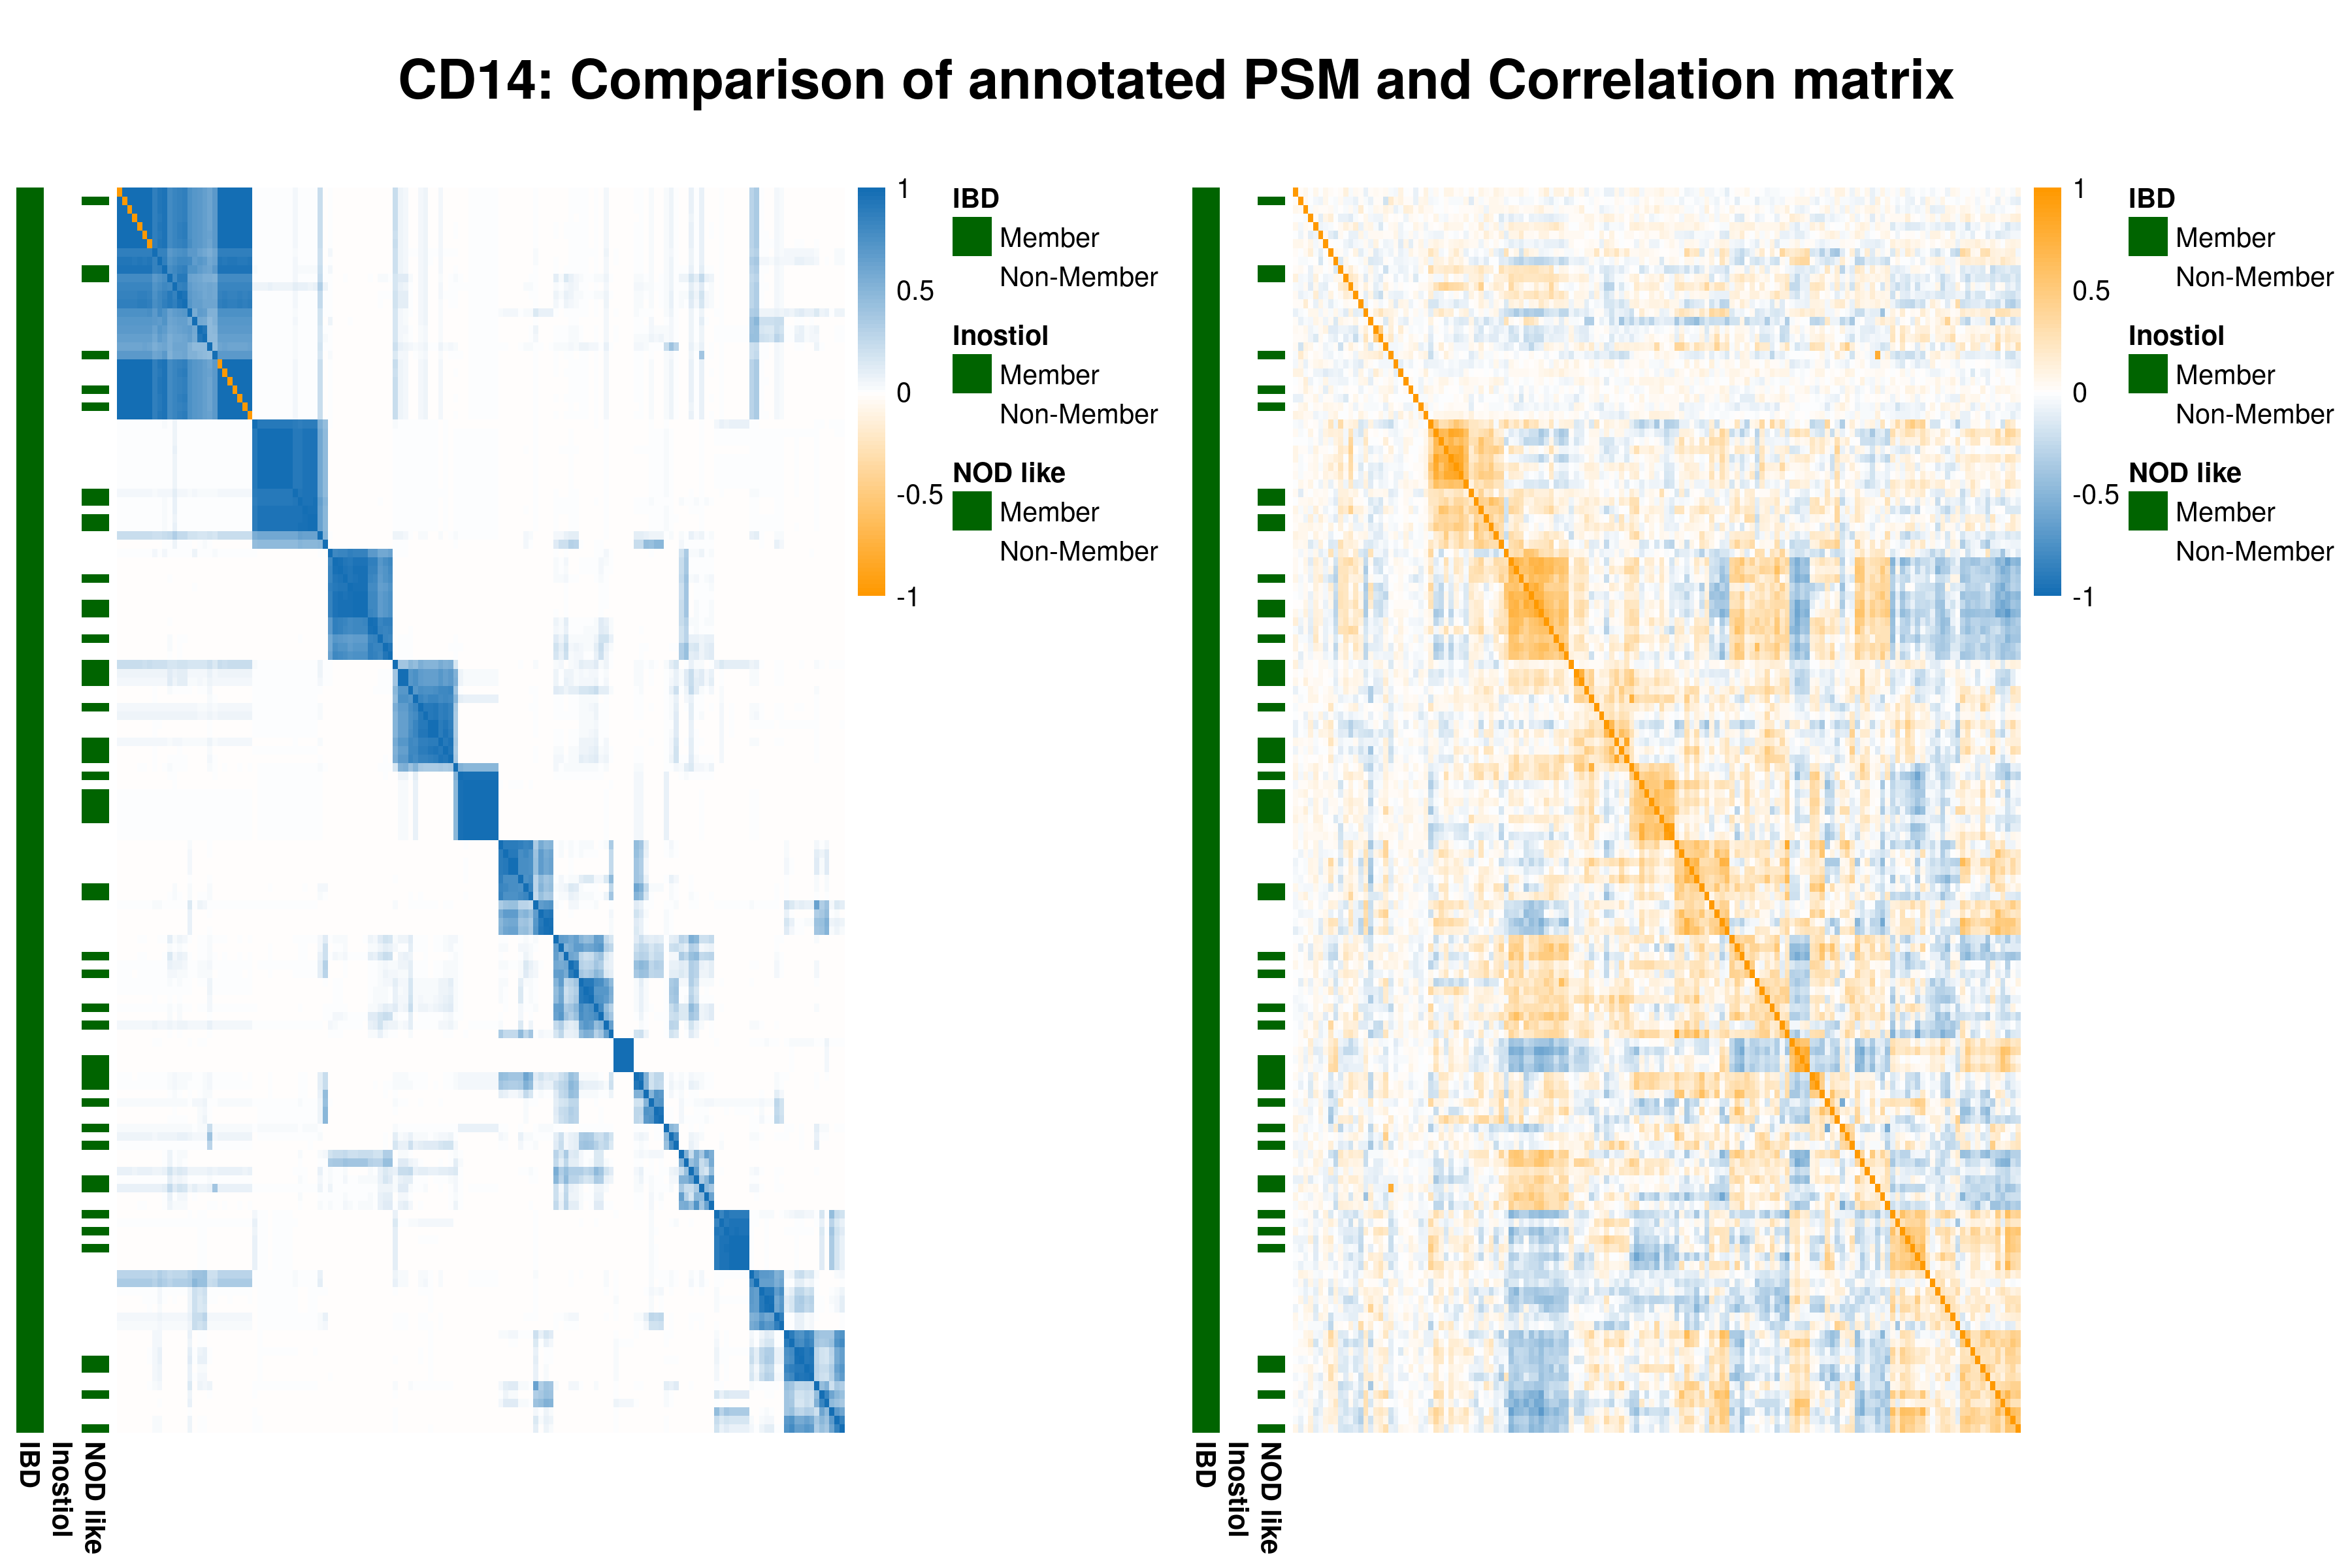 CD14: Comparison of annotated PSM and Correlation matrix
1
0.5
0
-0.5
-1
IBD
Member
Non-Member
Inostiol
Member
Non-Member
NOD like
Member
Non-Member
IBD
Inostiol
NOD like
1
0.5
0
-0.5
-1
IBD
Member
Non-Member
Inostiol
Member
Non-Member
NOD like
Member
Non-Member
IBD
Inostiol
NOD like